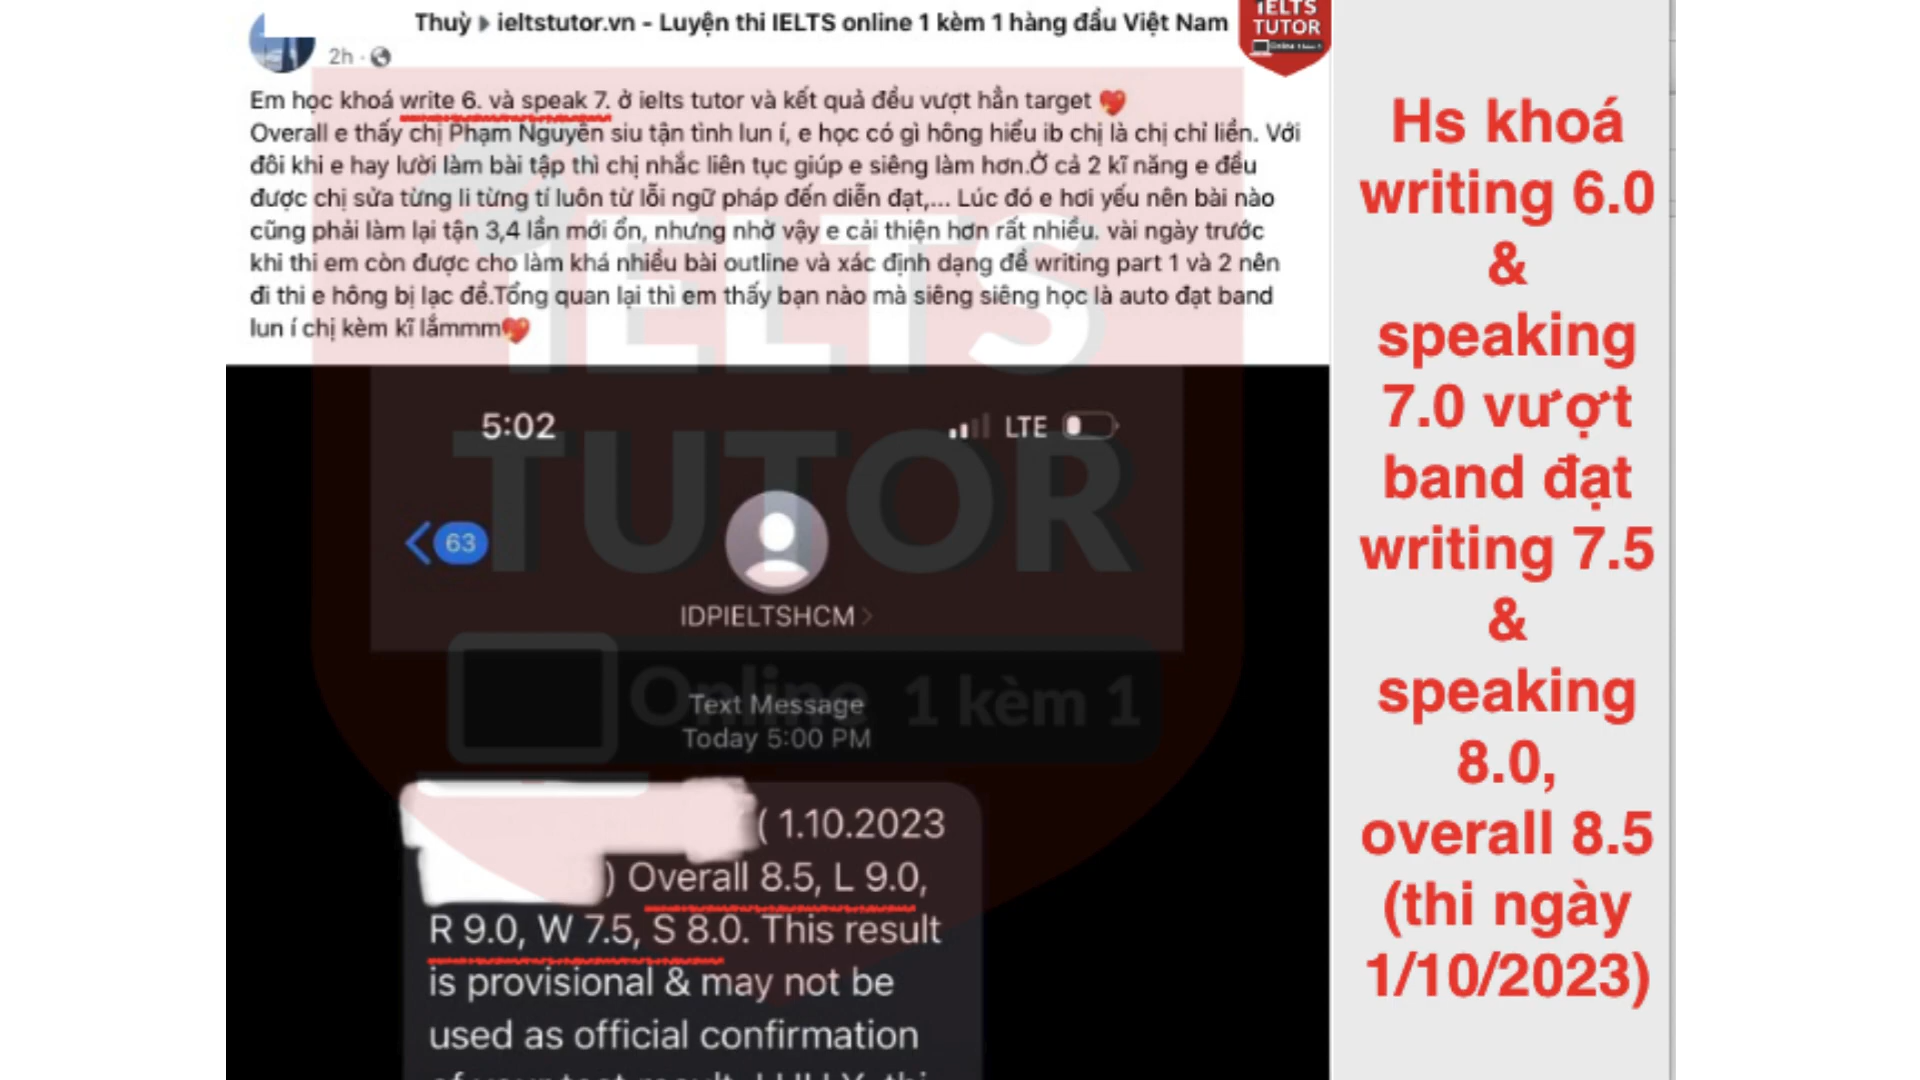 Thuỳ ▸ ieltstutor.vn - Luyện thi IELTS online 1 kèm 1 hàng đầu Việt Nam
IELTS
TUTOR
Online 1 kèm 1
2h ·
Em học khoá write 6. và speak 7. ở ielts tutor và kết quả đều vượt hẳn target 💖
Overall e thấy chị Phạm Nguyên siu tận tình lun í, e học có gì hông hiểu ib chị là chị chỉ liền. Với
đôi khi e hay lười làm bài tập thì chị nhắc liên tục giúp e siêng làm hơn.Ở cả 2 kĩ năng e đều
được chị sửa từng li từng tí luôn từ lỗi ngữ pháp đến diễn đạt,... Lúc đó e hơi yếu nên bài nào
cũng phải làm lại tận 3,4 lần mới ổn, nhưng nhờ vậy e cải thiện hơn rất nhiều. vài ngày trước
khi thi em còn được cho làm khá nhiều bài outline và xác định dạng đề writing part 1 và 2 nên
đi thi e hông bị lạc đề.Tổng quan lại thì em thấy bạn nào mà siêng siêng học là auto đạt band
lun í chị kèm kĩ lắmmm💖
IELTS
TUTOR
Online 1 kèm 1
5:02
LTE
63
IDPIELTSHCM
Text Message
Today 5:00 PM
( 1.10.2023
) Overall 8.5, L 9.0,
R 9.0, W 7.5, S 8.0. This result
is provisional & may not be
used as official confirmation
Hs khoá
writing 6.0
&
speaking
7.0 vượt
band đạt
writing 7.5
&
speaking
8.0,
overall 8.5
(thi ngày
1/10/2023)